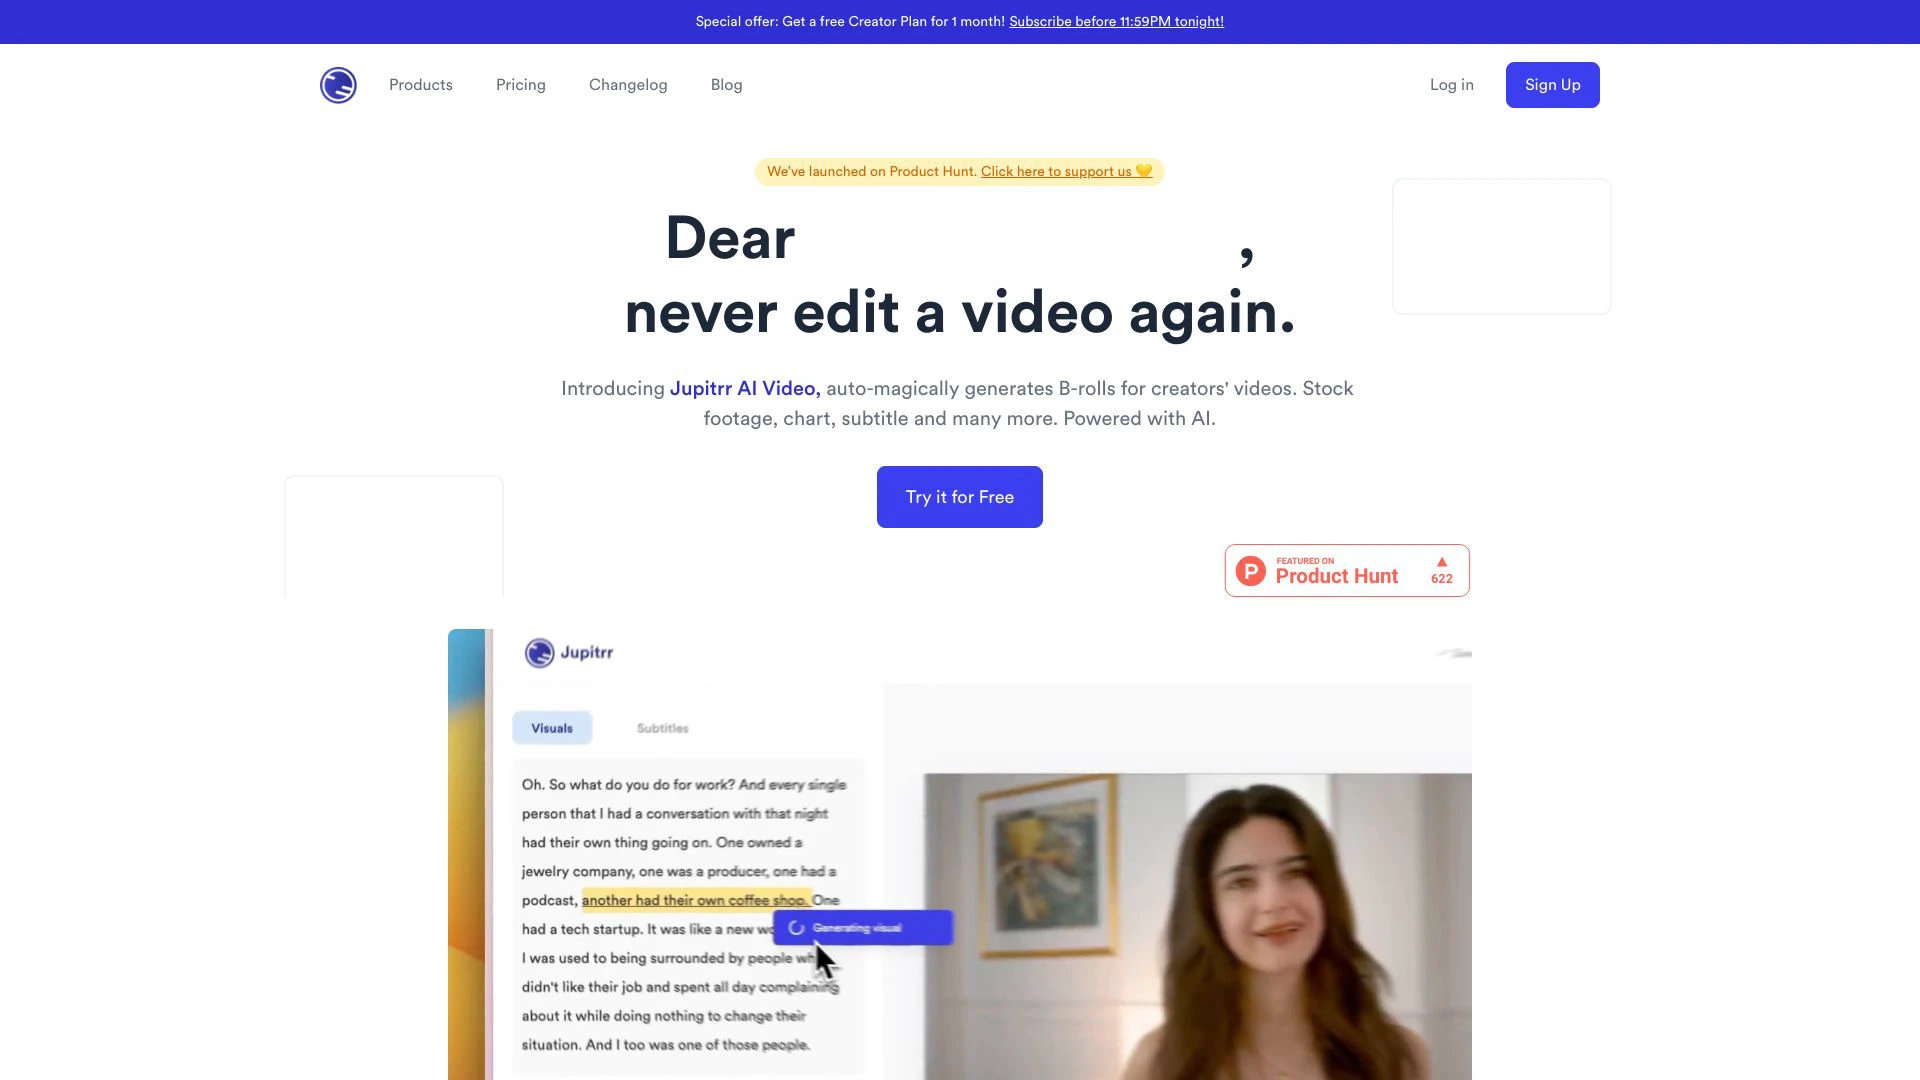 Special offer: Get a free Creator Plan for 1 month! Subscribe before 11:59PM tonight!
Products Pricing Changelog Blog Log in Sign Up
We've launched on Product Hunt. Click here to support us 💛
Dear ,
never edit a video again.
Introducing Jupitrr AI Video, auto-magically generates B-rolls for creators' videos. Stock
footage, chart, subtitle and many more. Powered with AI.
Try it for Free
FEATURED ON
Product Hunt
622
Jupitrr
Visuals Subtitles
Oh. So what do you do for work? And every single
person that I had a conversation with that night
had their own thing going on. One owned a
jewelry company, one was a producer, one had a
podcast, another had their own coffee shop. One
had a tech startup. It was like a new
Generating visual
I was used to being surrounded by people
didn't like their job and spent all day complaining
about it while doing nothing to change their
situation. And I too was one of those people.